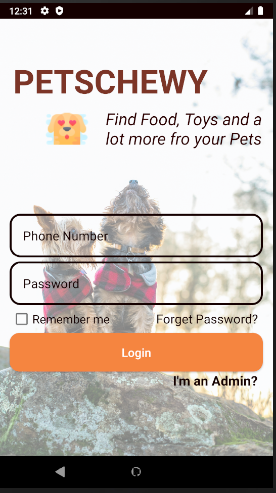 12:31
PETSCHEWY
Find Food, Toys and a
lot more fro your Pets
Phone Number
Password
Remember me
Forget Password?
Login
I'm an Admin?